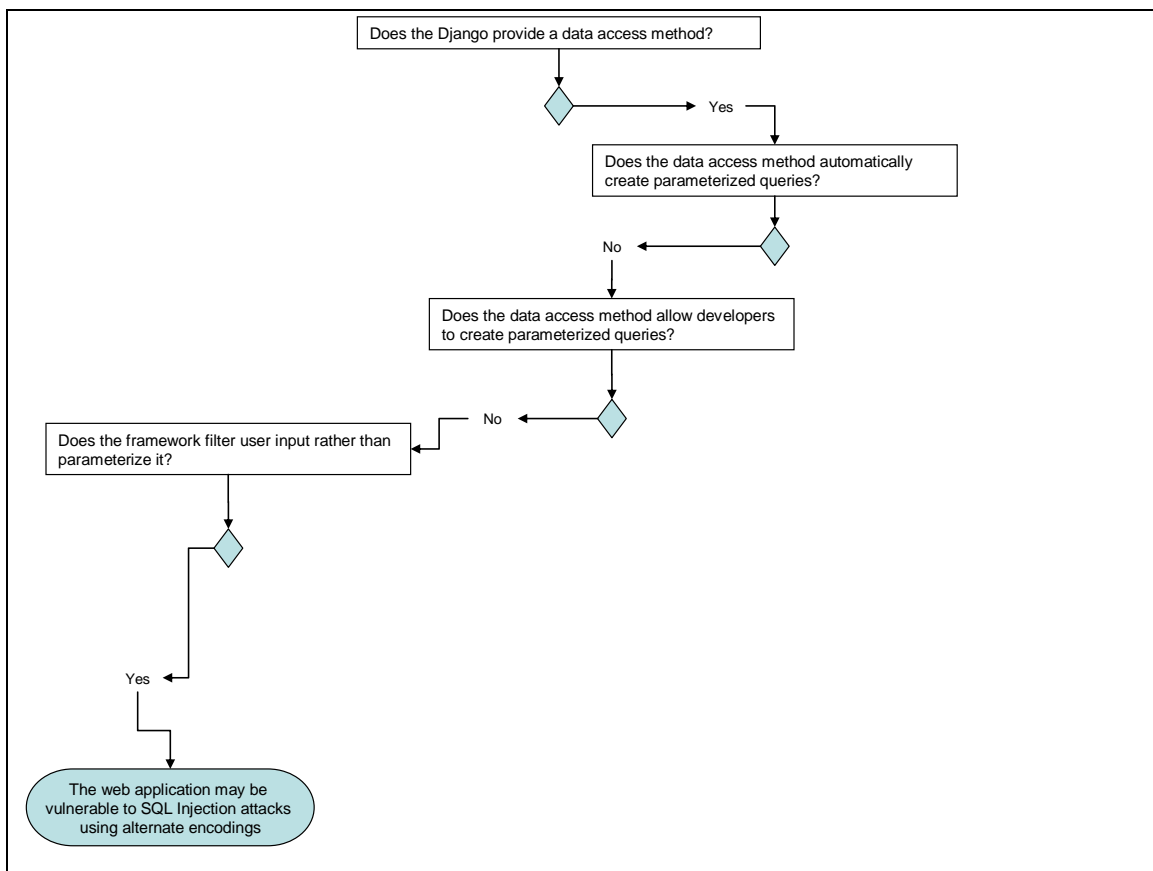 Does the Django provide a data access method?
Yes
Does the data access method automatically
create parameterized queries?
No
Does the data access method allow developers
to create parameterized queries?
No
Does the framework filter user input rather than
parameterize it?
Yes
The web application may be
vulnerable to SQL Injection attacks
using alternate encodings